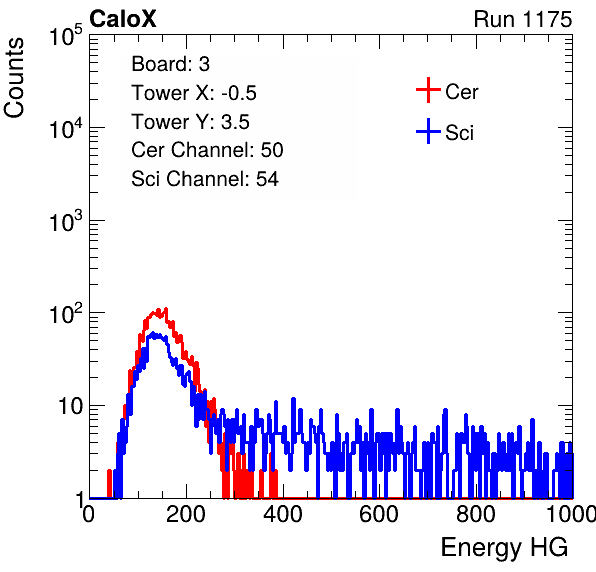 CaloX Run 1175
Counts
Board: 3
Tower X: -0.5
Tower Y: 3.5
Cer Channel: 50
Sci Channel: 54
Cer
Sci
10^5
10^4
10^3
10^2
10
1
0 200 400 600 800 1000
Energy HG